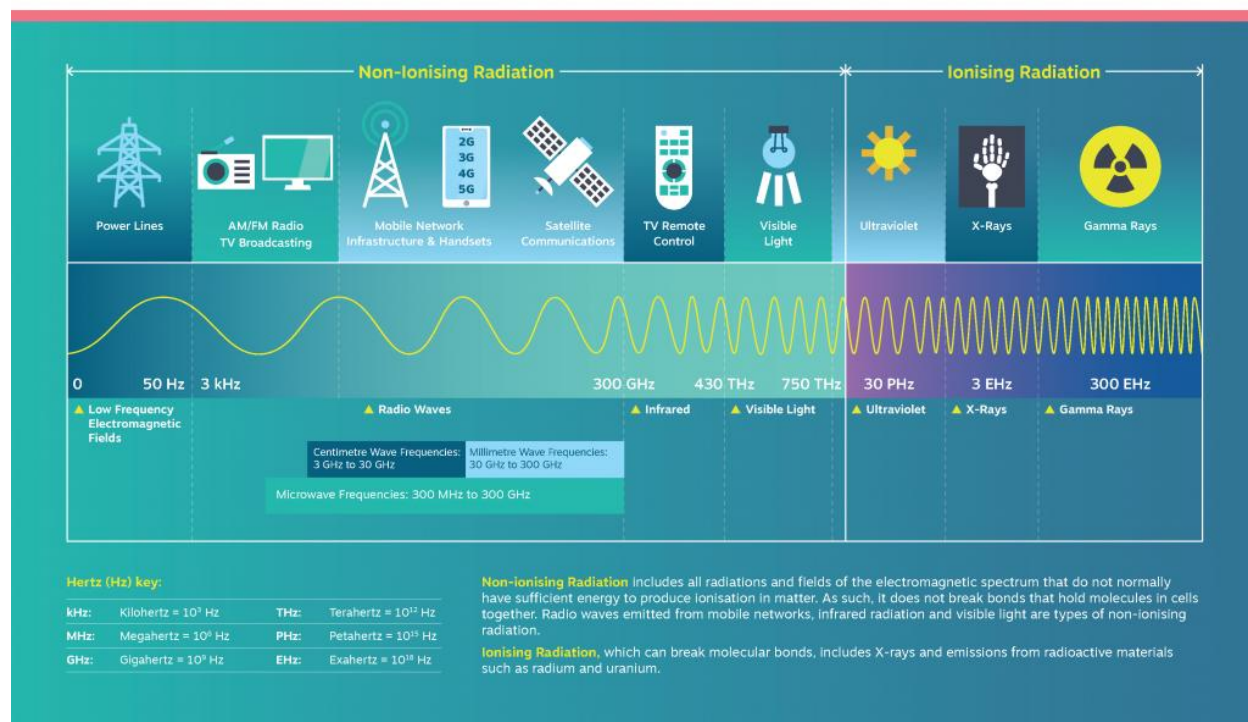 Non-Ionising Radiation
Ionising Radiation
2G
3G
4G
5G
Power Lines
AM/FM Radio
TV Broadcasting
Mobile Network
Infrastructure & Handsets
Satellite
Communications
TV Remote
Control
Visible
Light
Ultraviolet
X-Rays
Gamma Rays
0 50 Hz 3 kHz 300 GHz 430 THz 750 THz 30 PHz 3 EHz 300 EHz
Low Frequency
Electromagnetic
Fields
Radio Waves
Infrared
Visible Light
Ultraviolet
X-Rays
Gamma Rays
Centimetre Wave Frequencies:
3 GHz to 30 GHz
Millimetre Wave Frequencies:
30 GHz to 300 GHz
Microwave Frequencies: 300 MHz to 300 GHz
Hertz (Hz) key:
kHz: Kilohertz = 10³ Hz THz: Terahertz = 10¹² Hz
MHz: Megahertz = 10⁶ Hz PHz: Petahertz = 10¹⁵ Hz
GHz: Gigahertz = 10⁹ Hz EHz: Exahertz = 10¹⁸ Hz
Non-ionising Radiation includes all radiations and fields of the electromagnetic spectrum that do not normally
have sufficient energy to produce ionisation in matter. As such, it does not break bonds that hold molecules in cells
together. Radio waves emitted from mobile networks, infrared radiation and visible light are types of non-ionising
radiation.
Ionising Radiation, which can break molecular bonds, includes X-rays and emissions from radioactive materials
such as radium and uranium.